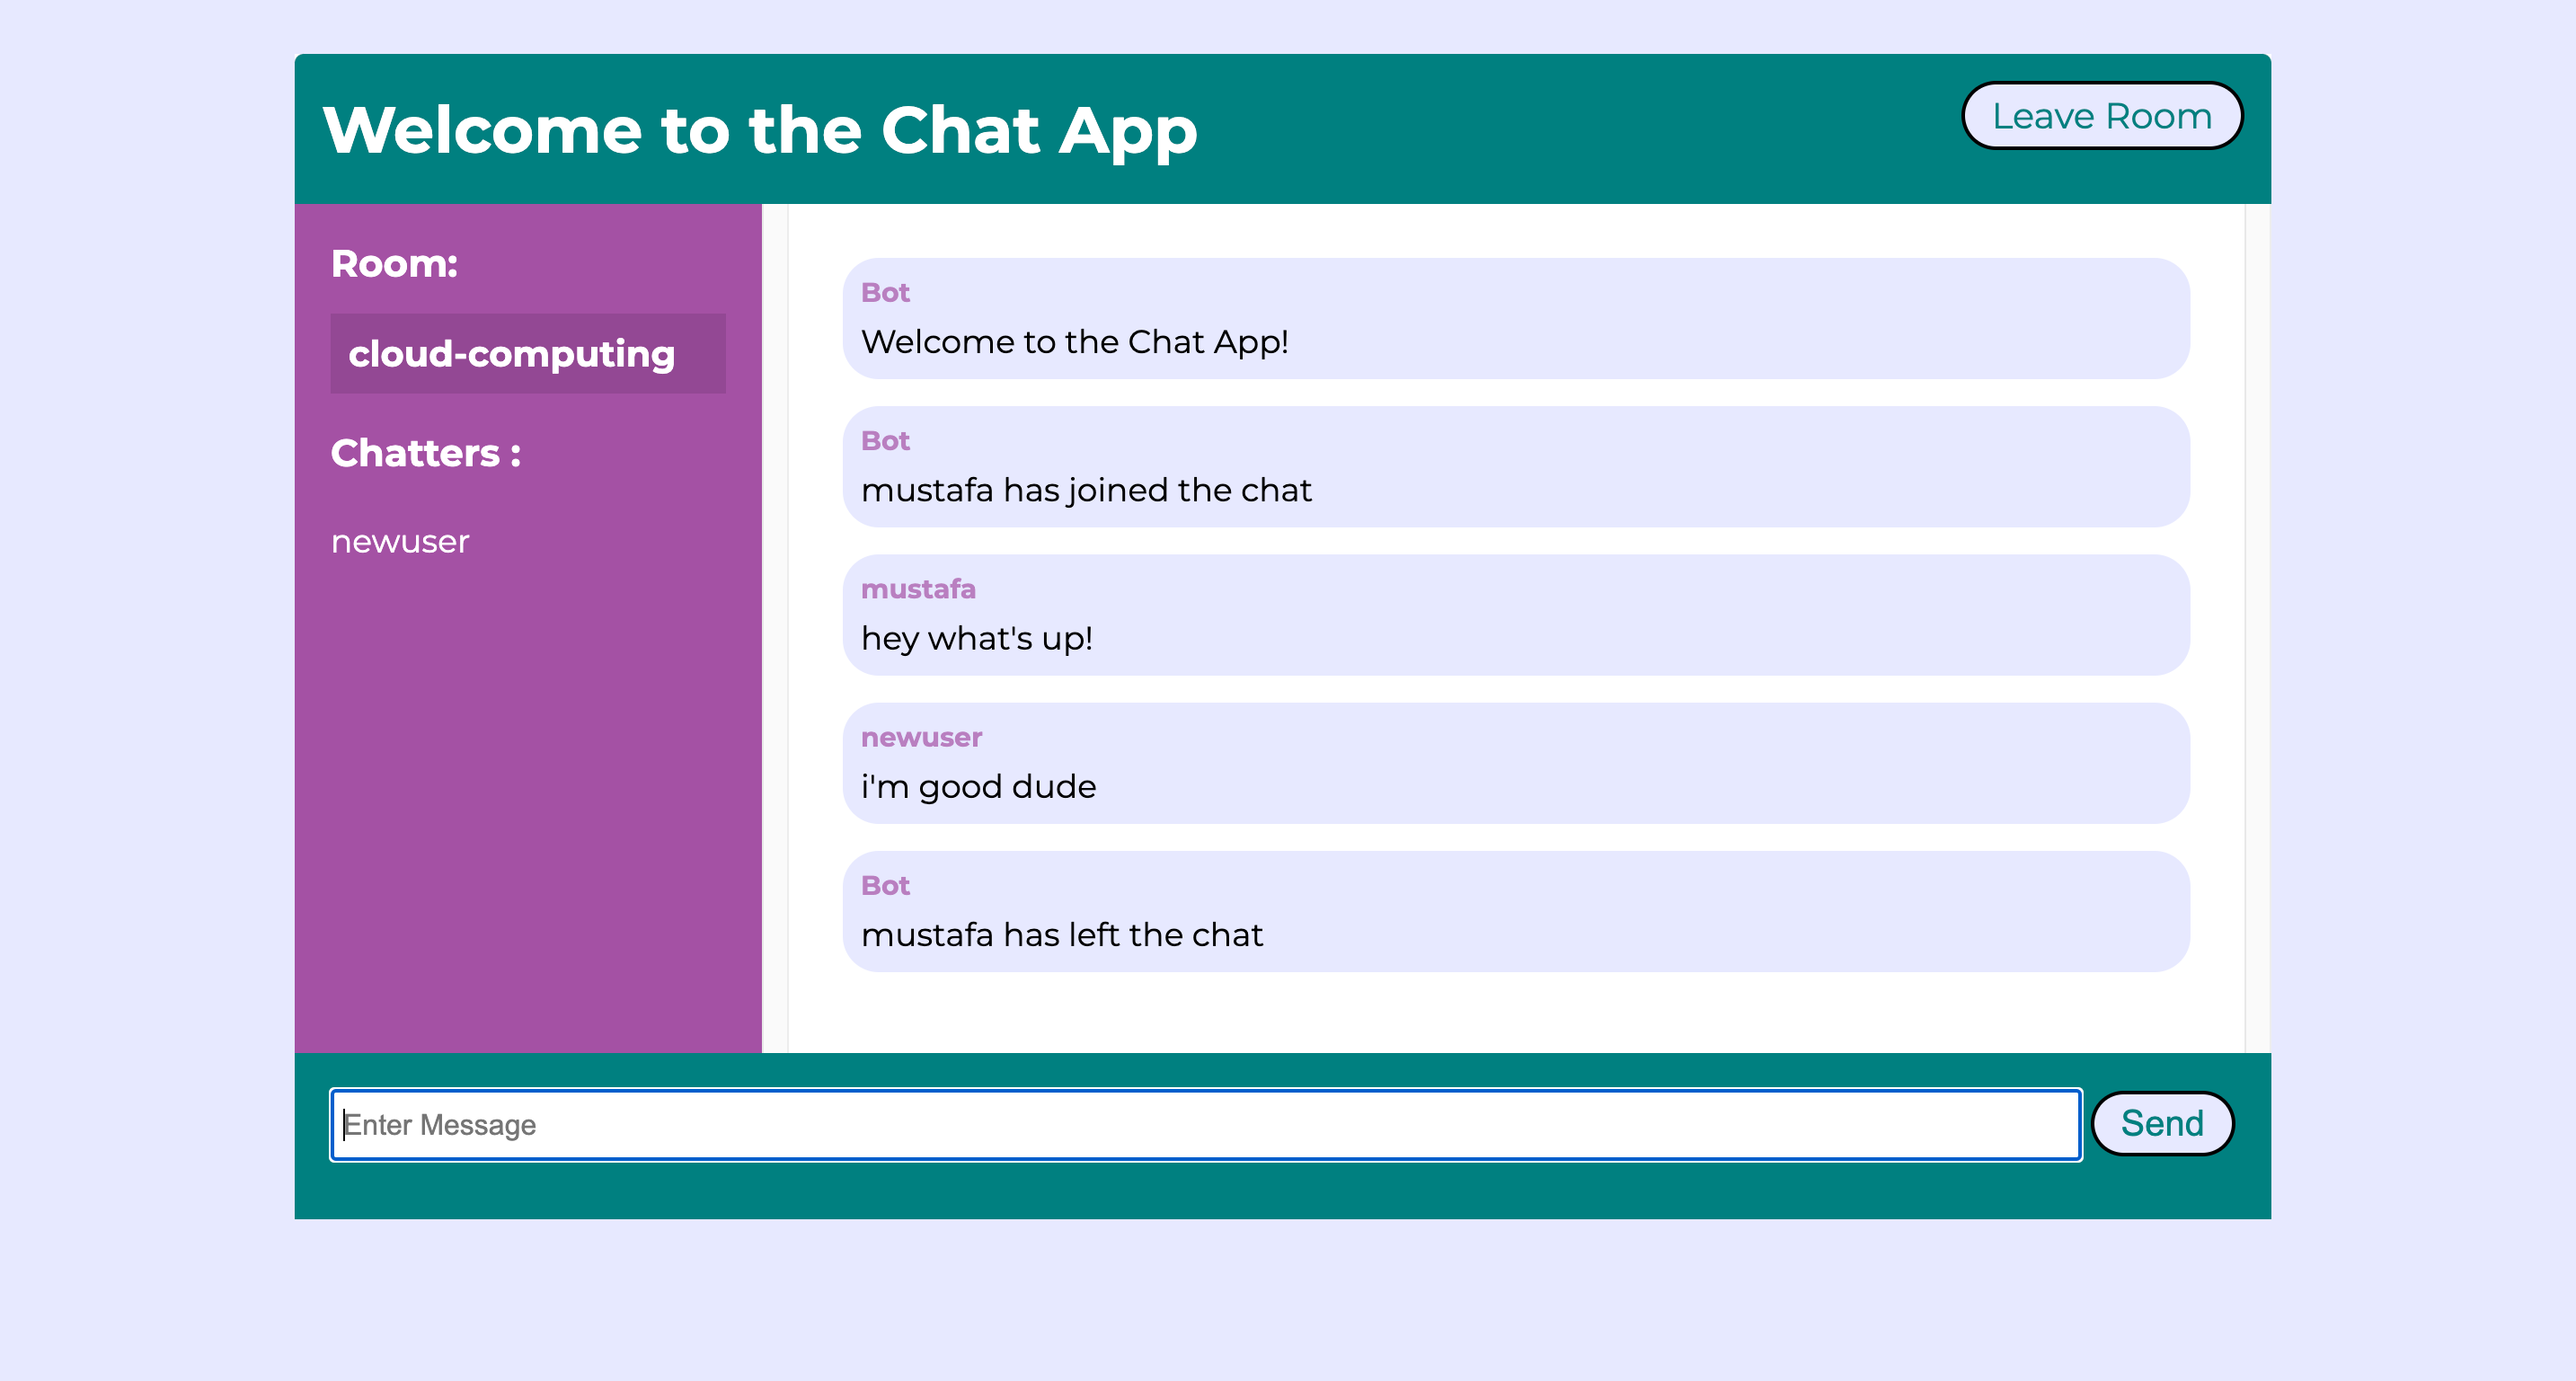 Welcome to the Chat App
Leave Room
Room:
cloud-computing
Chatters :
newuser
Bot
Welcome to the Chat App!
Bot
mustafa has joined the chat
mustafa
hey what's up!
newuser
i'm good dude
Bot
mustafa has left the chat
Enter Message
Send